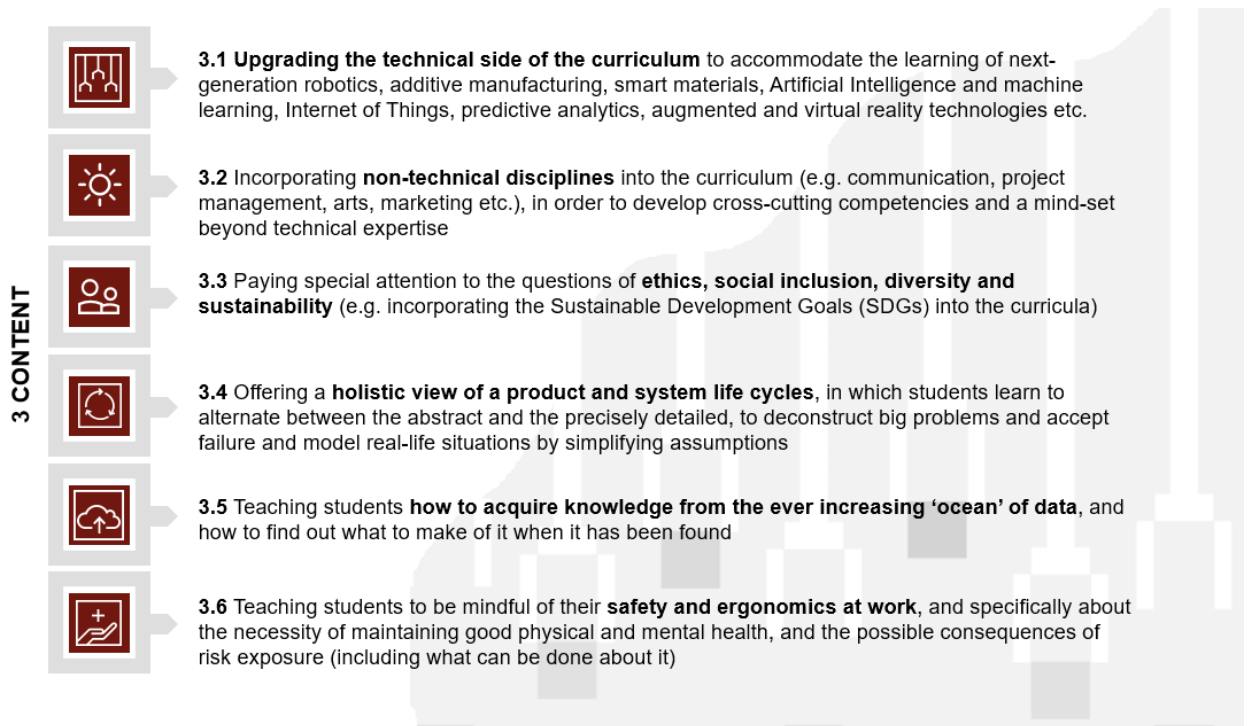 3 CONTENT
3.1 Upgrading the technical side of the curriculum to accommodate the learning of next-
generation robotics, additive manufacturing, smart materials, Artificial Intelligence and machine
learning, Internet of Things, predictive analytics, augmented and virtual reality technologies etc.
3.2 Incorporating non-technical disciplines into the curriculum (e.g. communication, project
management, arts, marketing etc.), in order to develop cross-cutting competencies and a mind-set
beyond technical expertise
3.3 Paying special attention to the questions of ethics, social inclusion, diversity and
sustainability (e.g. incorporating the Sustainable Development Goals (SDGs) into the curricula)
3.4 Offering a holistic view of a product and system life cycles, in which students learn to
alternate between the abstract and the precisely detailed, to deconstruct big problems and accept
failure and model real-life situations by simplifying assumptions
3.5 Teaching students how to acquire knowledge from the ever increasing ‘ocean’ of data, and
how to find out what to make of it when it has been found
3.6 Teaching students to be mindful of their safety and ergonomics at work, and specifically about
the necessity of maintaining good physical and mental health, and the possible consequences of
risk exposure (including what can be done about it)